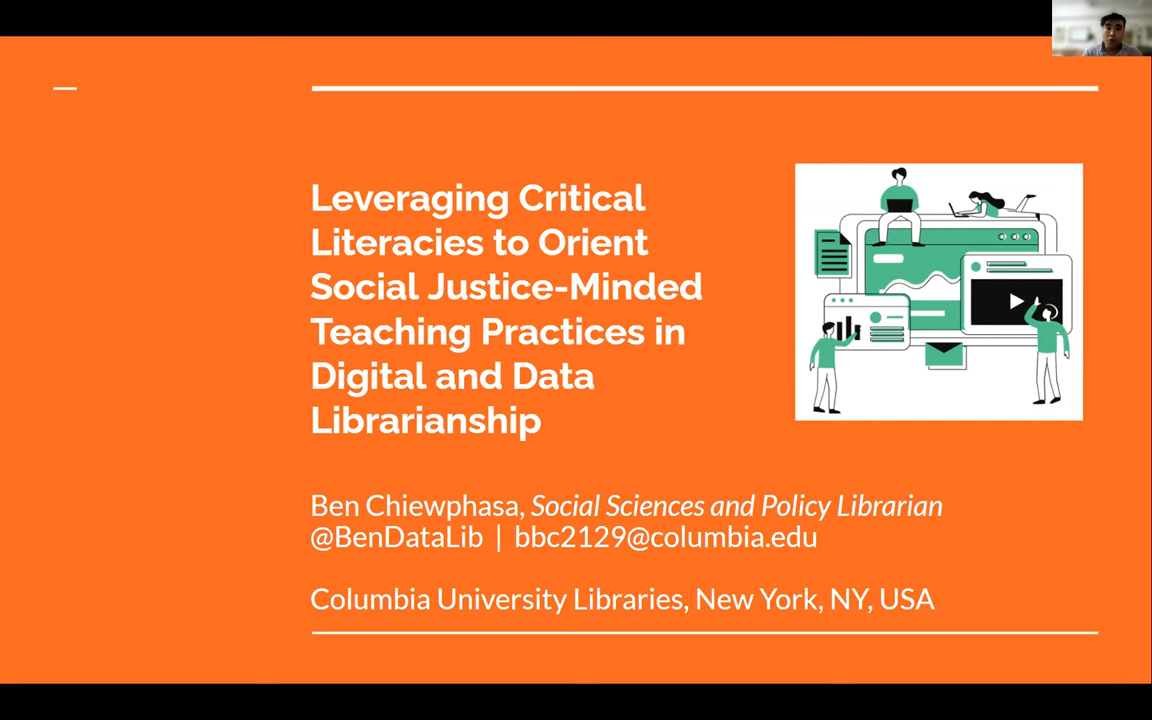 Leveraging Critical
Literacies to Orient
Social Justice-Minded
Teaching Practices in
Digital and Data
Librarianship
Ben Chiewphasa, Social Sciences and Policy Librarian
@BenDataLib | bbc2129@columbia.edu
Columbia University Libraries, New York, NY, USA